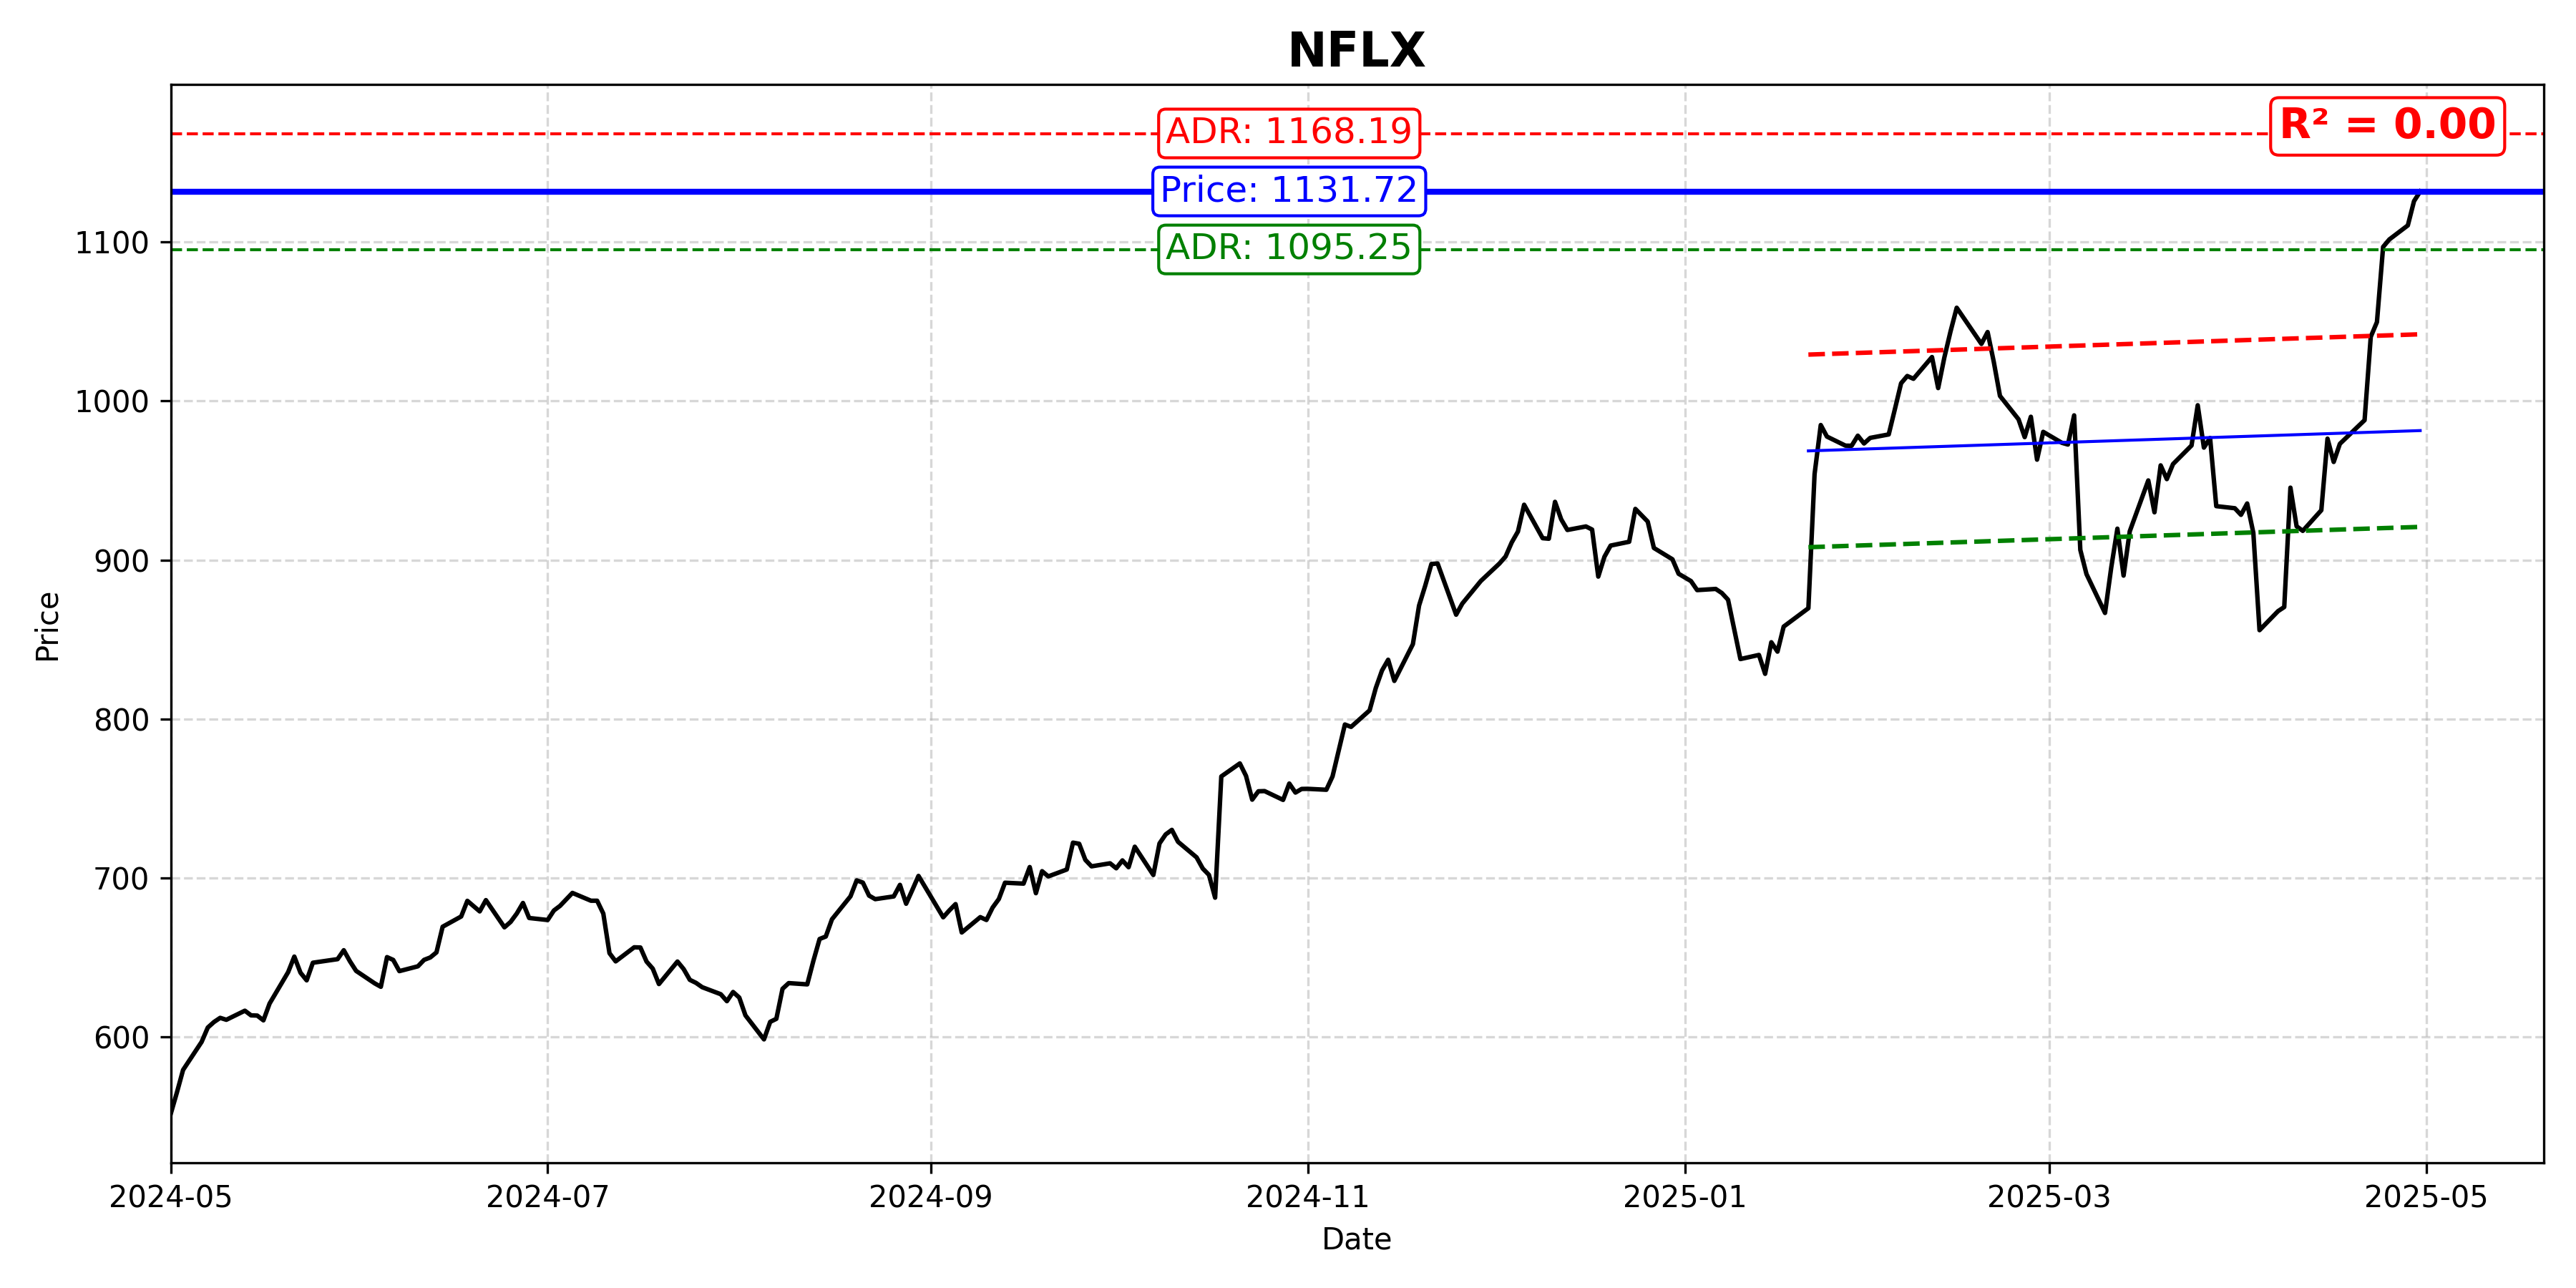 NFLX
ADR: 1168.19
R² = 0.00
Price: 1131.72
ADR: 1095.25
1100
1000
900
800
700
600
Price
2024-05
2024-07
2024-09
2024-11
2025-01
2025-03
2025-05
Date